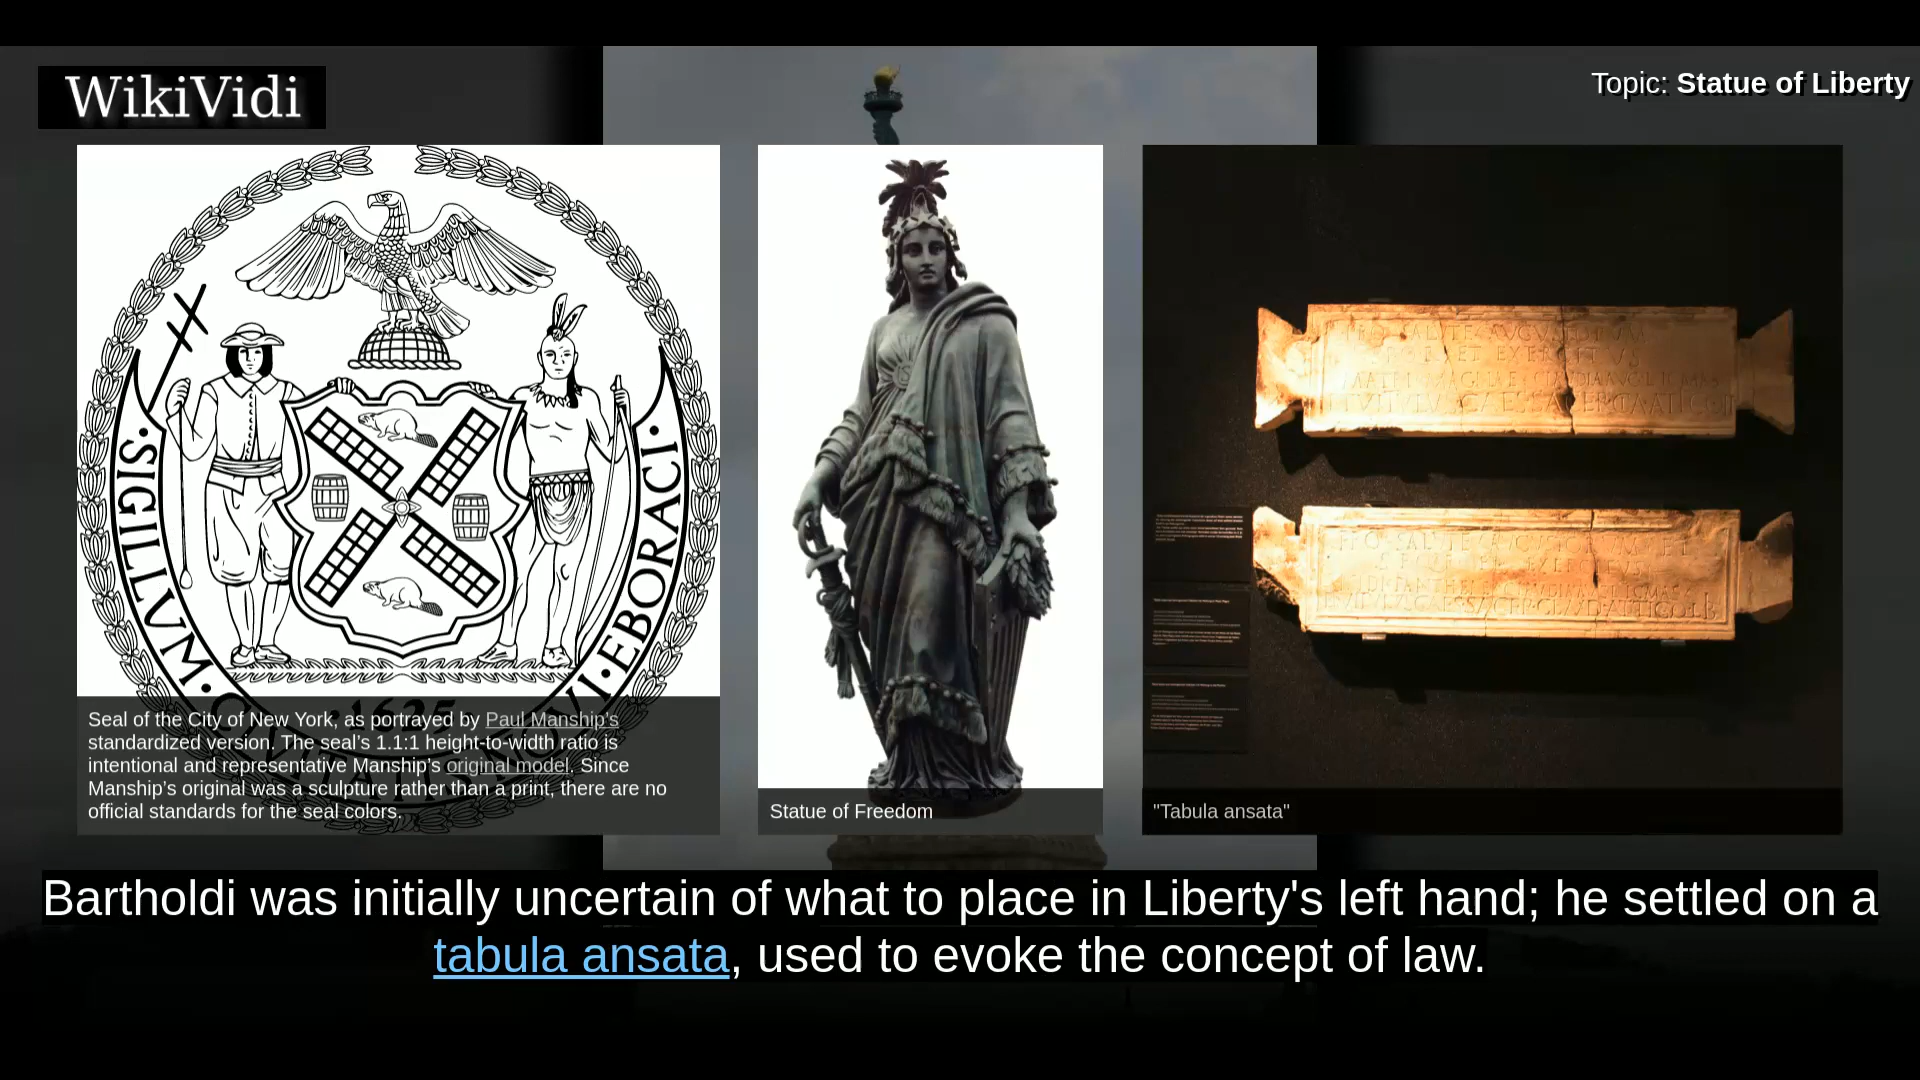 WikiVidi
Topic: Statue of Liberty
·SIGILLVM·CIVITATIS·NOVI·EBORACI·
1625
Seal of the City of New York, as portrayed by Paul Manship's
standardized version. The seal's 1.1:1 height-to-width ratio is
intentional and representative Manship's original model. Since
Manship's original was a sculpture rather than a print, there are no
official standards for the seal colors.
Statue of Freedom
"Tabula ansata"
Bartholdi was initially uncertain of what to place in Liberty's left hand; he settled on a
tabula ansata, used to evoke the concept of law.